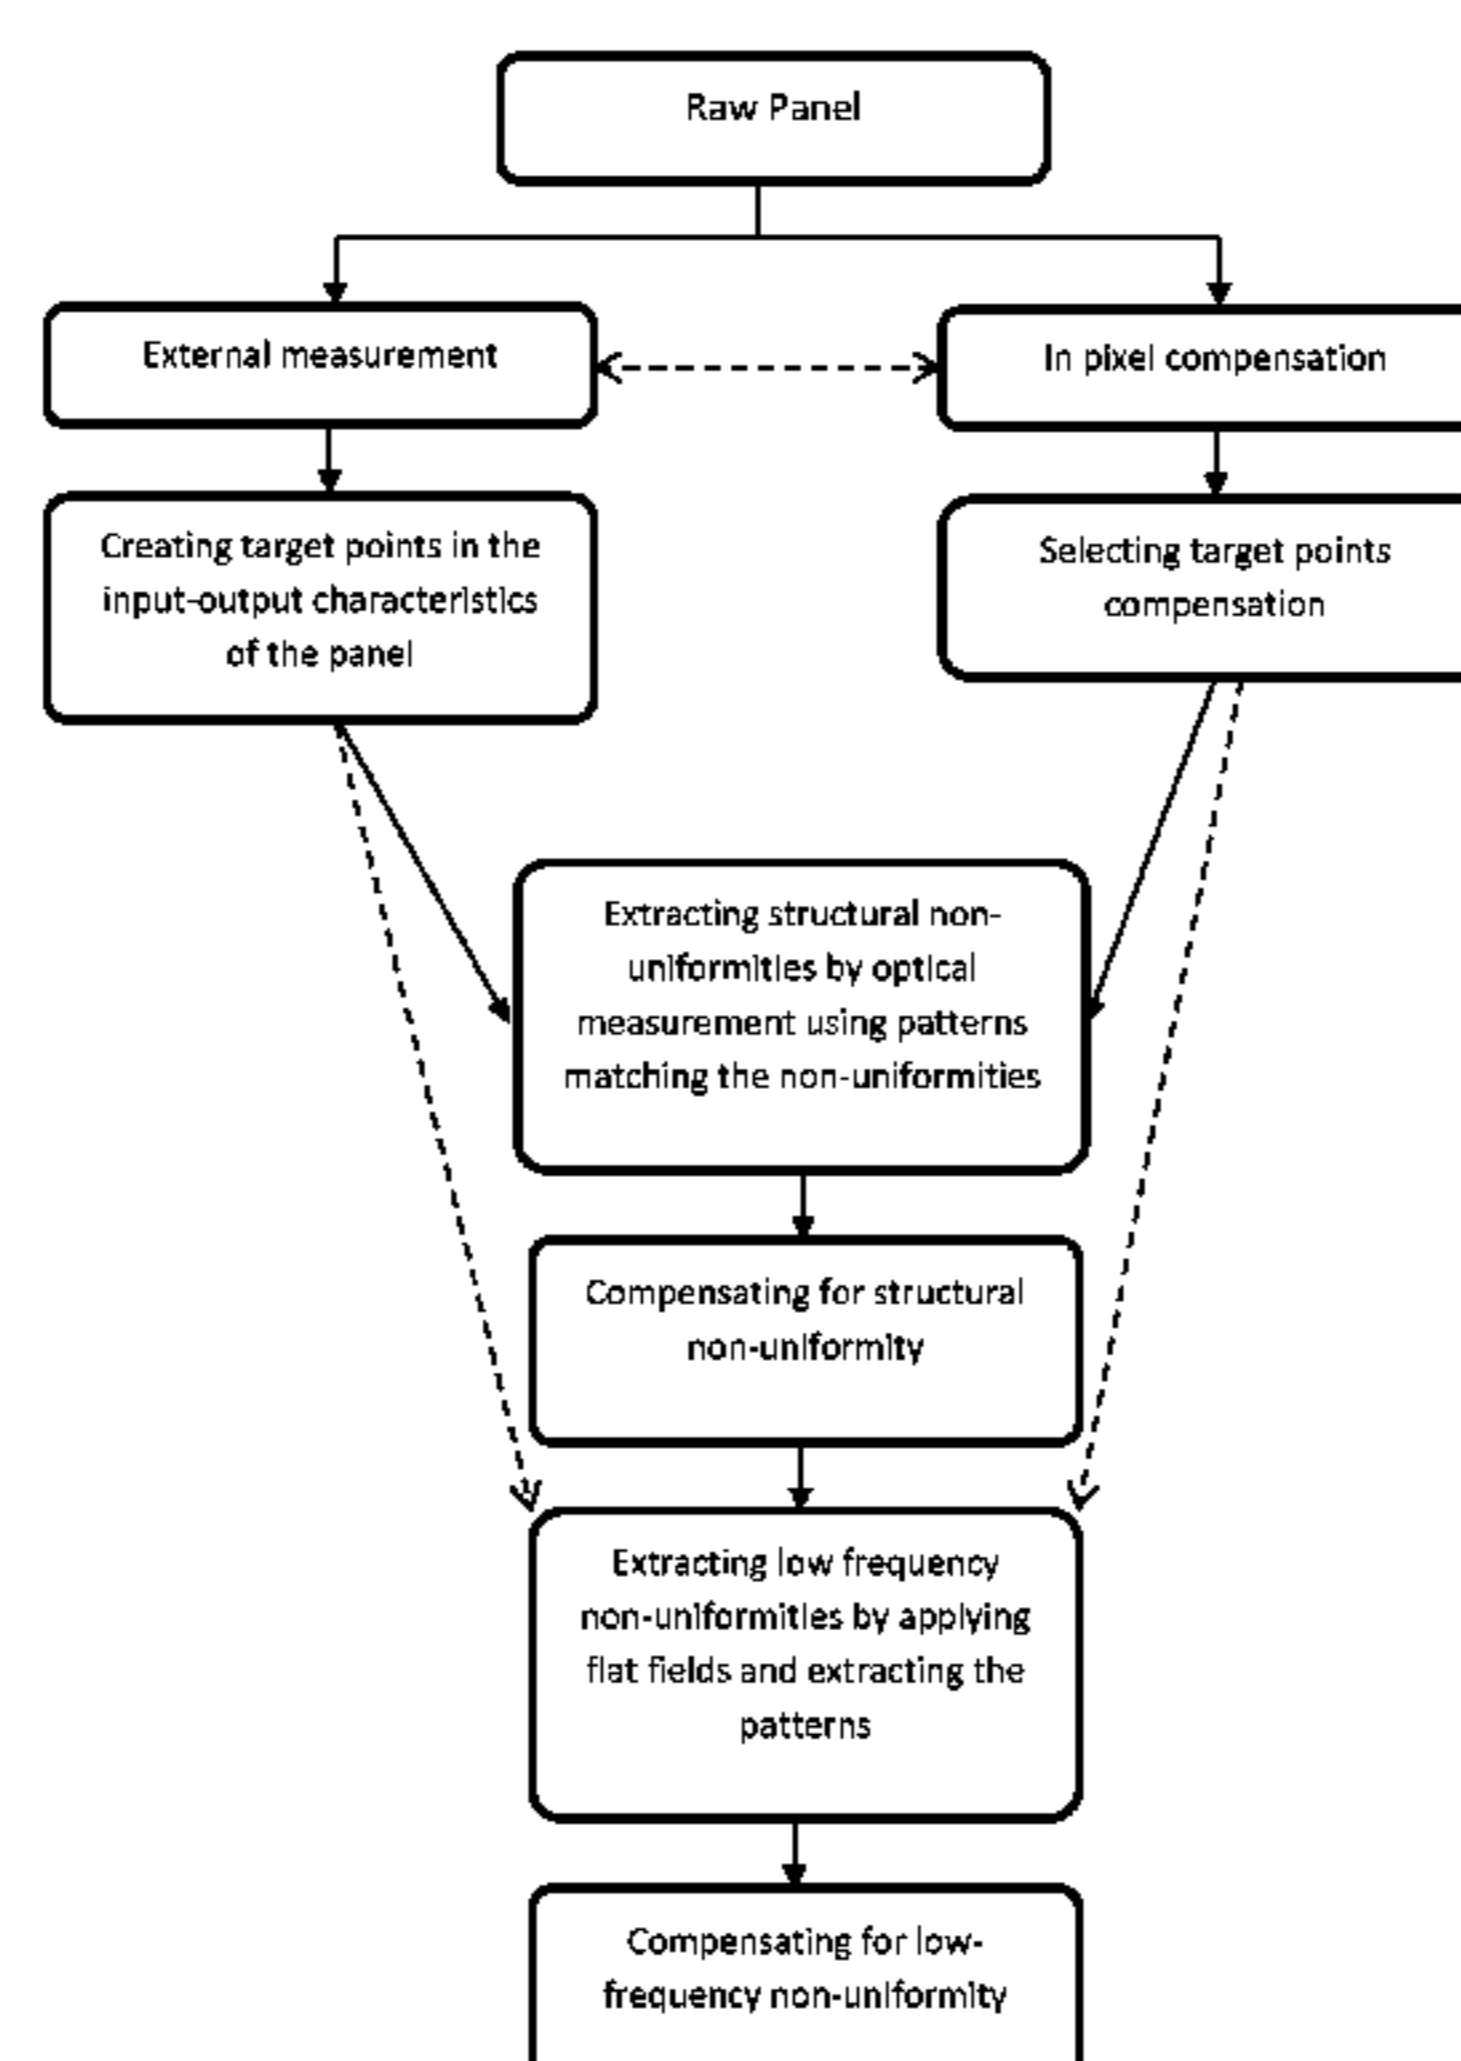 Raw Panel
External measurement
In pixel compensation
Creating target points in the
input-output characteristics
of the panel
Selecting target points
compensation
Extracting structural non-
uniformities by optical
measurement using patterns
matching the non-uniformities
Compensating for structural
non-uniformity
Extracting low frequency
non-uniformities by applying
flat fields and extracting the
patterns
Compensating for low-
frequency non-uniformity